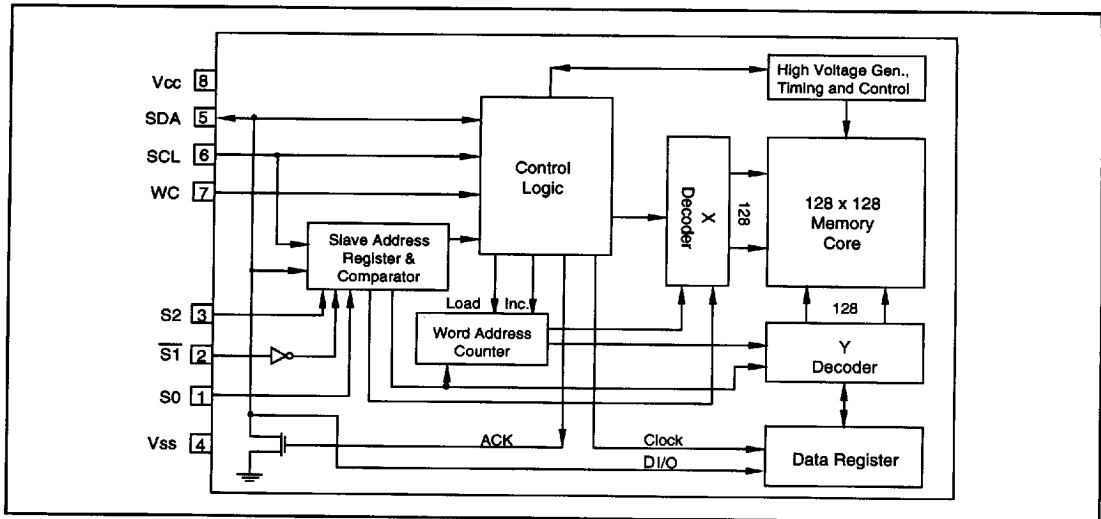 Vcc 8
SDA 5
SCL 6
WC 7
S2 3
S1 2
S0 1
Vss 4
High Voltage Gen.,
Timing and Control
Control
Logic
X
Decoder
128
128 x 128
Memory
Core
Slave Address
Register &
Comparator
Load Inc.
Word Address
Counter
128
Y
Decoder
ACK
Clock
DI/O
Data Register